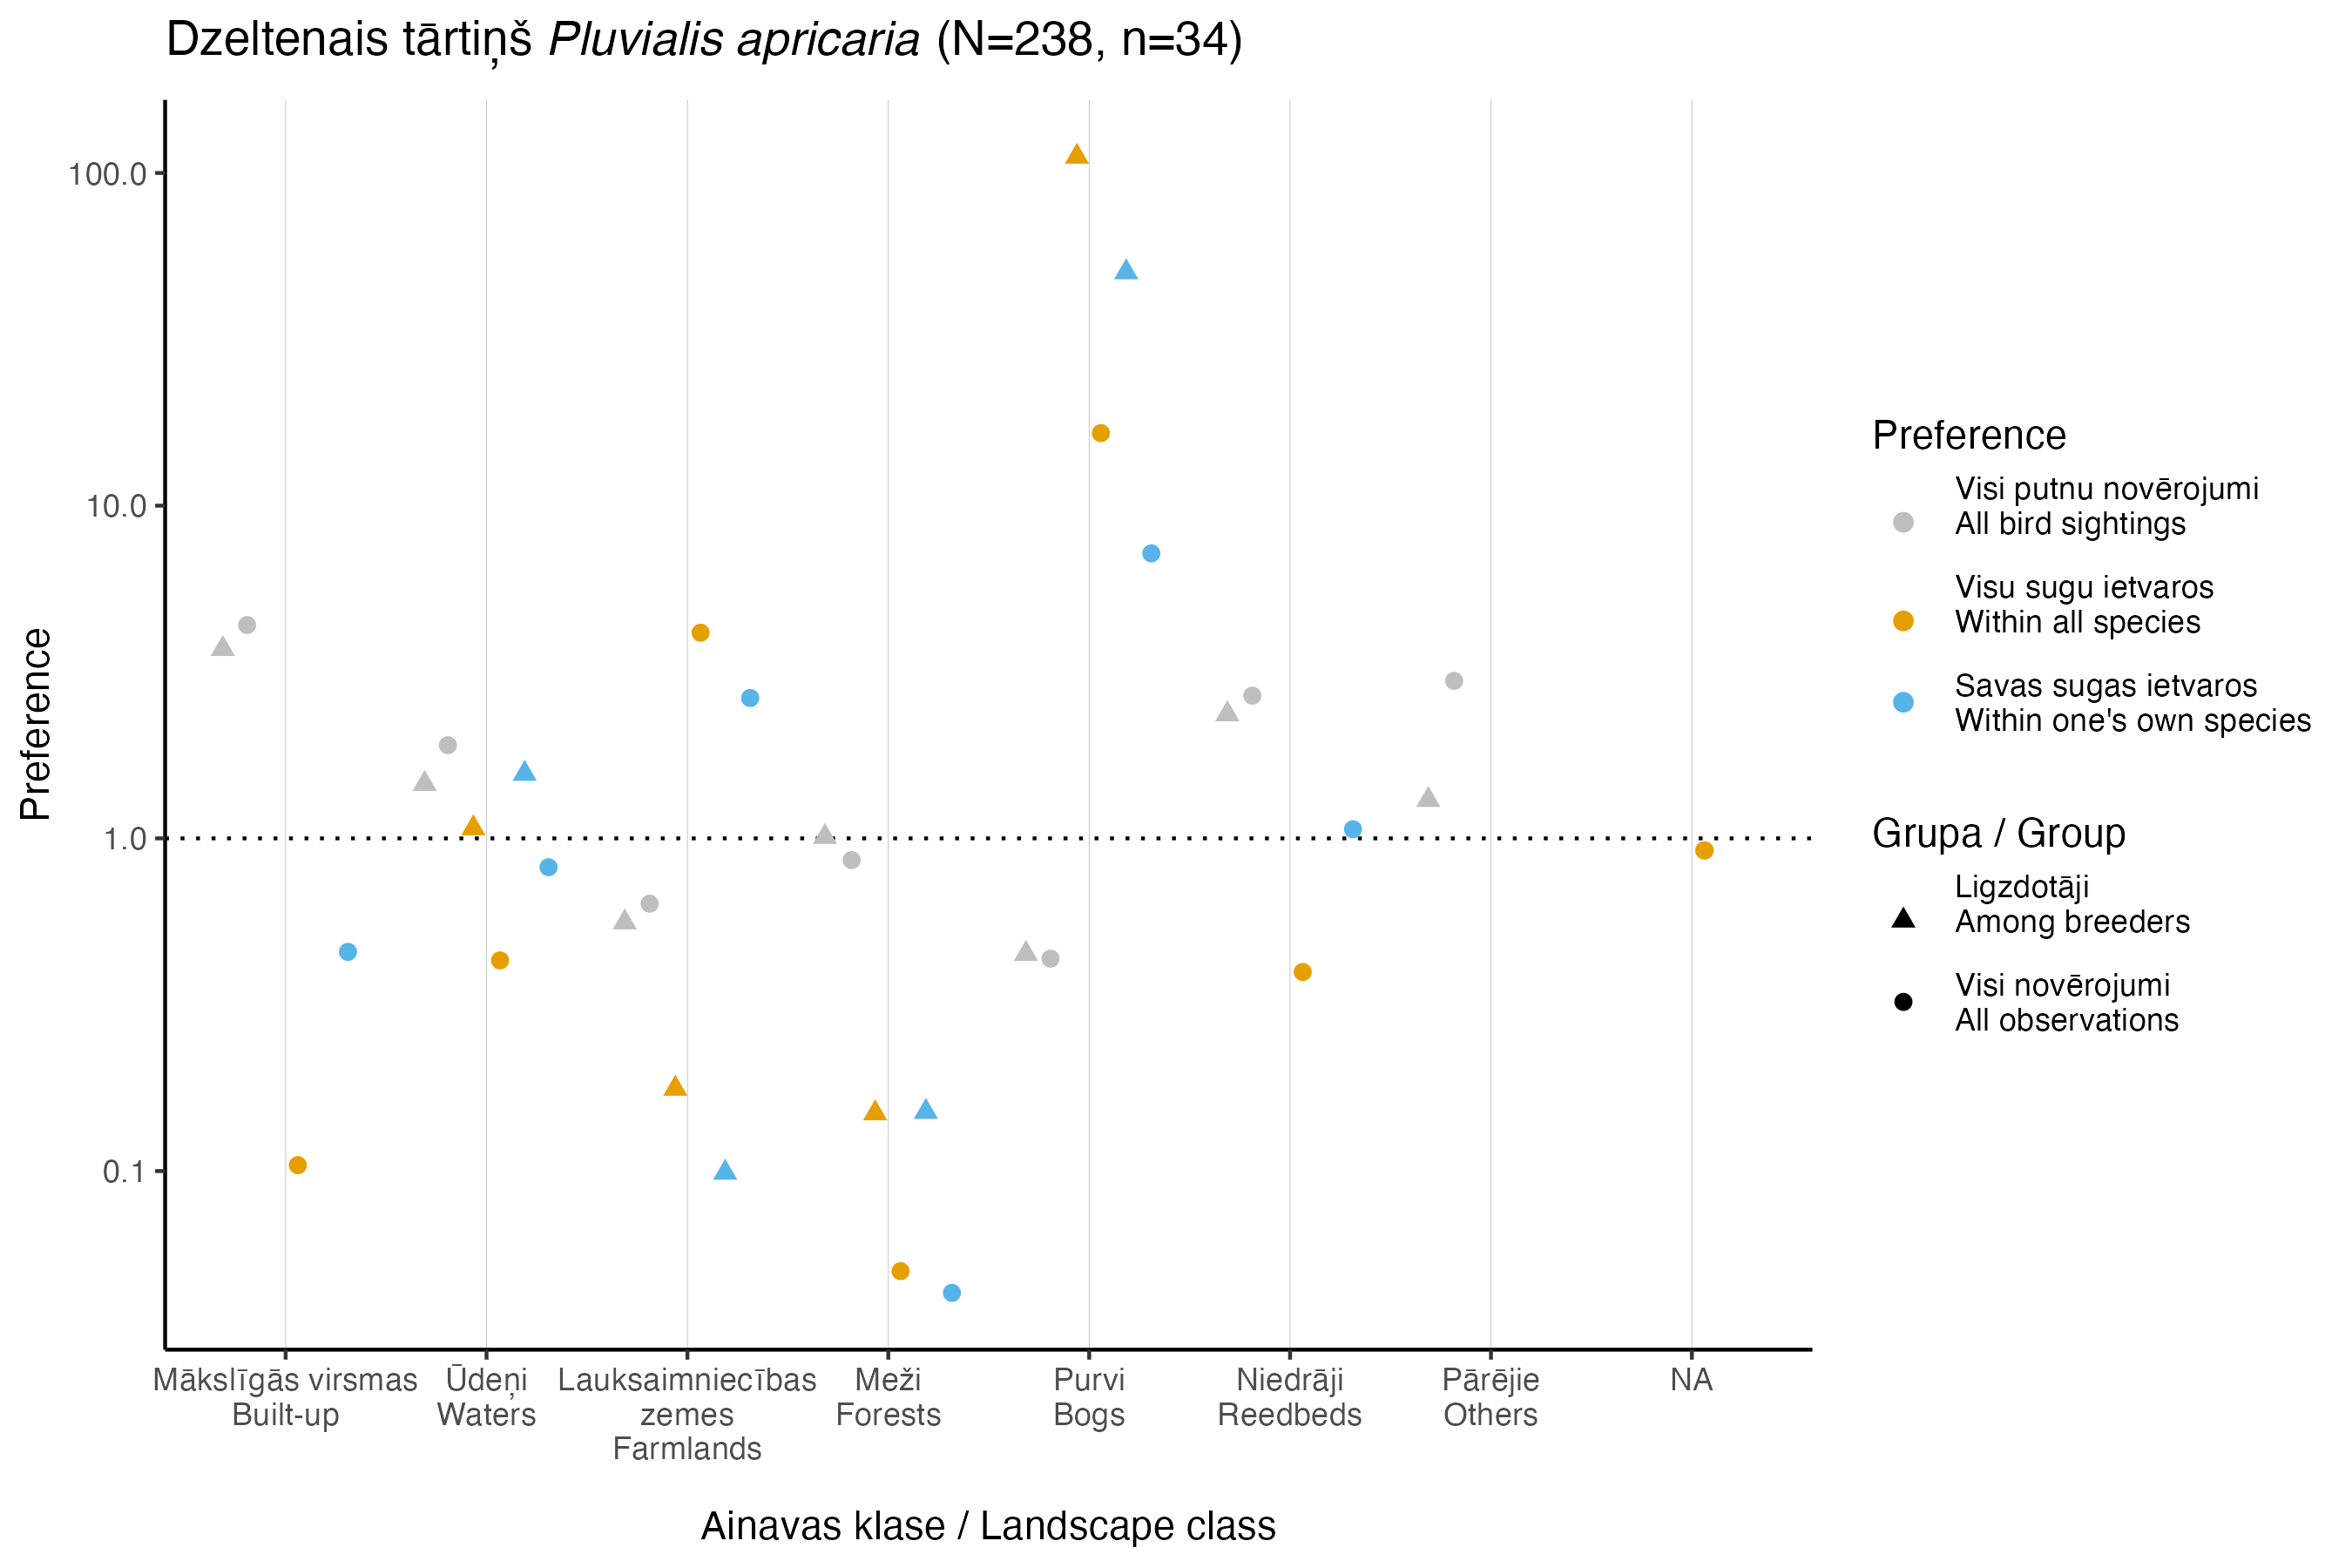 Dzeltenais tārtiņš Pluvialis apricaria (N=238, n=34)
Preference
100.0
10.0
1.0
0.1
Mākslīgās virsmas
Built-up
Ūdeņi
Waters
Lauksaimniecības
zemes
Farmlands
Meži
Forests
Purvi
Bogs
Niedrāji
Reedbeds
Pārējie
Others
NA
Ainavas klase / Landscape class
Preference
Visi putnu novērojumi
All bird sightings
Visu sugu ietvaros
Within all species
Savas sugas ietvaros
Within one's own species
Grupa / Group
Ligzdotāji
Among breeders
Visi novērojumi
All observations